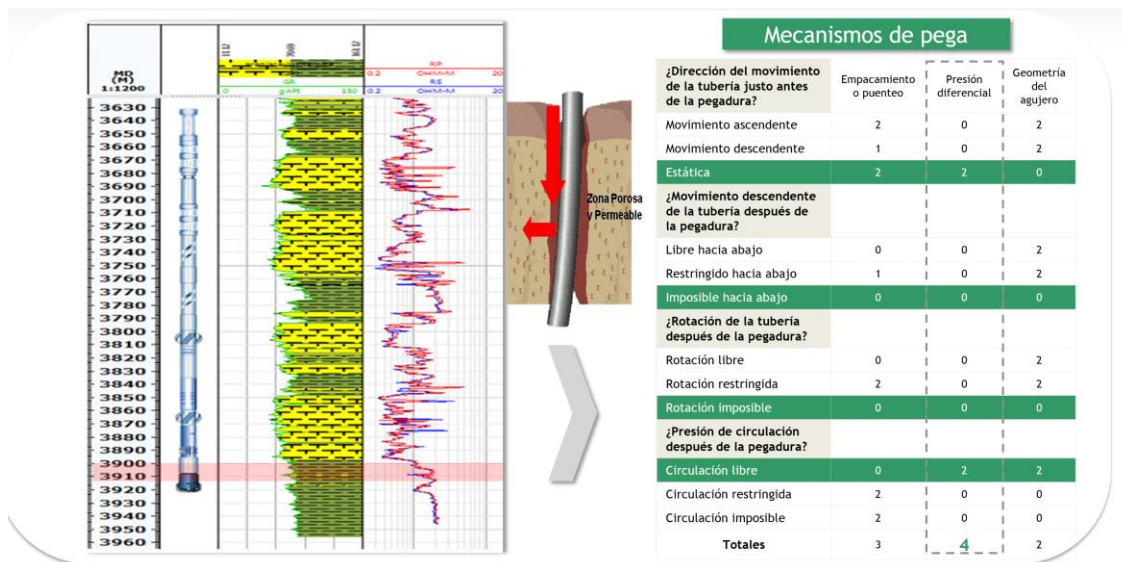 MD
(M)
1:1200
11.12
161.12
GR
0 gAPI 150
RP
0.2 OHM-M 20
RS
0.2 OHM-M 20
3630
3640
3650
3660
3670
3680
3690
3700
3710
3720
3730
3740
3750
3760
3770
3780
3790
3800
3810
3820
3830
3840
3850
3860
3870
3880
3890
3900
3910
3920
3930
3940
3950
3960
Zona Porosa
y Permeable
Mecanismos de pega
¿Dirección del movimiento
de la tubería justo antes
de la pegadura?
Empacamiento
o puenteo
Presión
diferencial
Geometría
del
agujero
Movimiento ascendente 2 0 2
Movimiento descendente 1 0 2
Estática 2 2 0
¿Movimiento descendente
de la tubería después de
la pegadura?
Libre hacia abajo 0 0 2
Restringido hacia abajo 1 0 2
Imposible hacia abajo 0 0 0
¿Rotación de la tubería
después de la pegadura?
Rotación libre 0 0 2
Rotación restringida 2 0 2
Rotación imposible 0 0 0
¿Presión de circulación
después de la pegadura?
Circulación libre 0 2 2
Circulación restringida 2 0 0
Circulación imposible 2 0 0
Totales 3 4 2